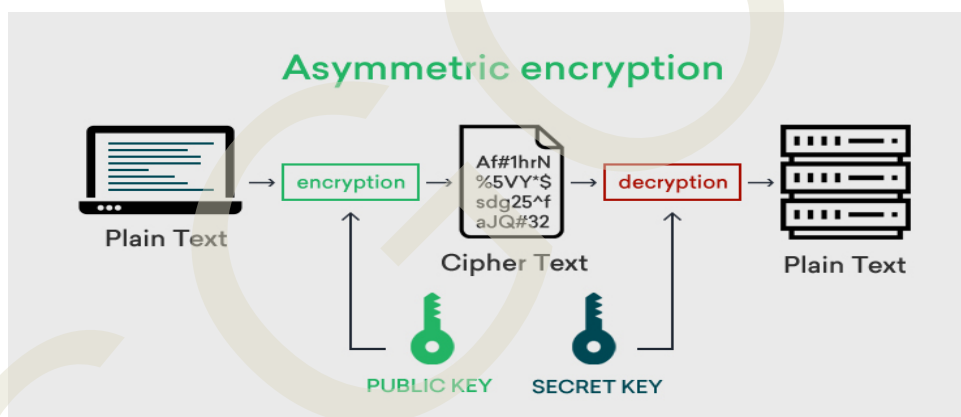 Asymmetric encryption
Plain Text
encryption
Af#1hrN
%5VY*$
sdg25^f
aJQ#32
Cipher Text
decryption
Plain Text
PUBLIC KEY
SECRET KEY